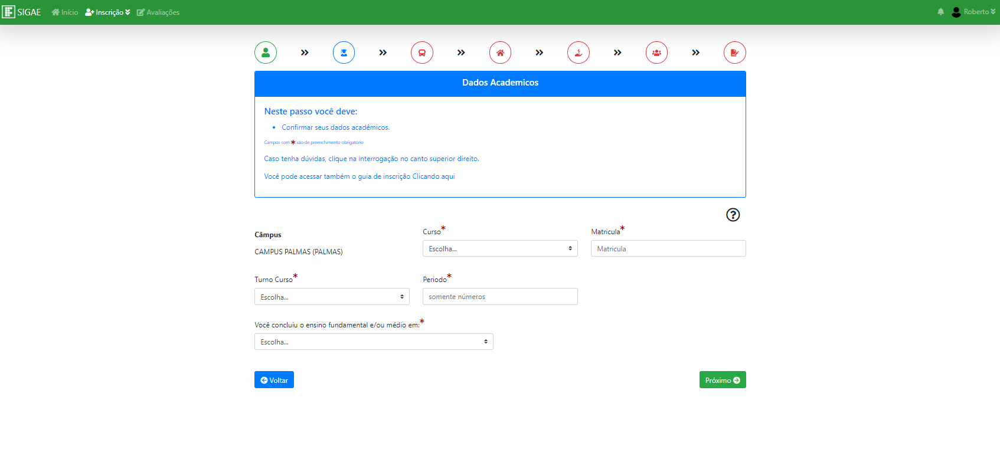 SIGAE Início Inscrição Avaliações Roberto
Dados Academicos
Neste passo você deve:
• Confirmar seus dados acadêmicos.
Campos com * são de preenchimento obrigatório
Caso tenha dúvidas, clique na interrogação no canto superior direito.
Você pode acessar também o guia de inscrição Clicando aqui
Câmpus
CAMPUS PALMAS (PALMAS)
Curso*
Escolha...
Matricula*
Matricula
Turno Curso*
Escolha...
Periodo*
somente números
Você concluiu o ensino fundamental e/ou médio em:*
Escolha...
Voltar
Próximo